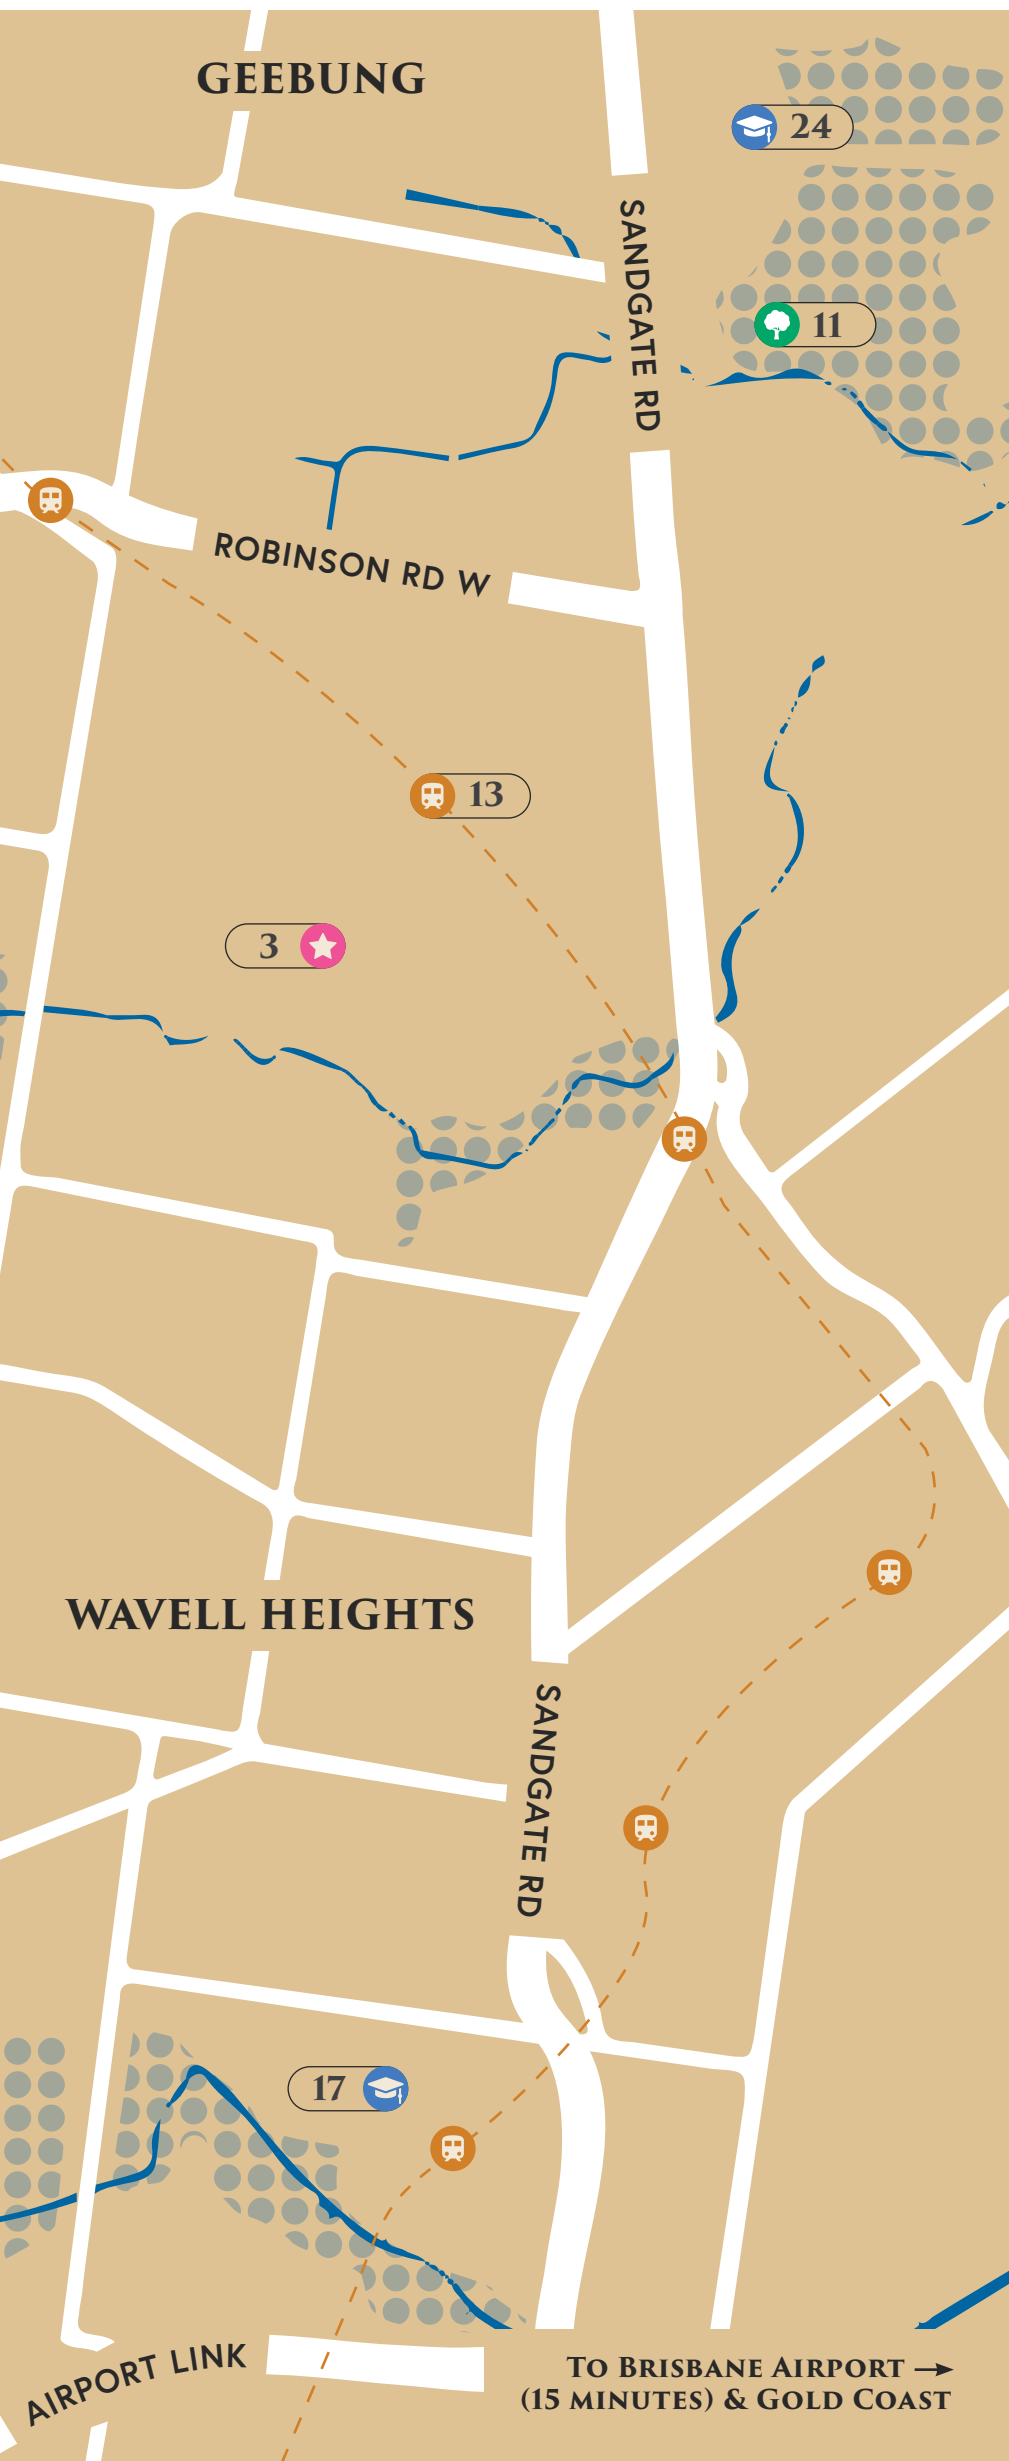 GEEBUNG
24
SANDGATE RD
11
ROBINSON RD W
13
3
WAVELL HEIGHTS
SANDGATE RD
17
AIRPORT LINK
TO BRISBANE AIRPORT →
(15 MINUTES) & GOLD COAST